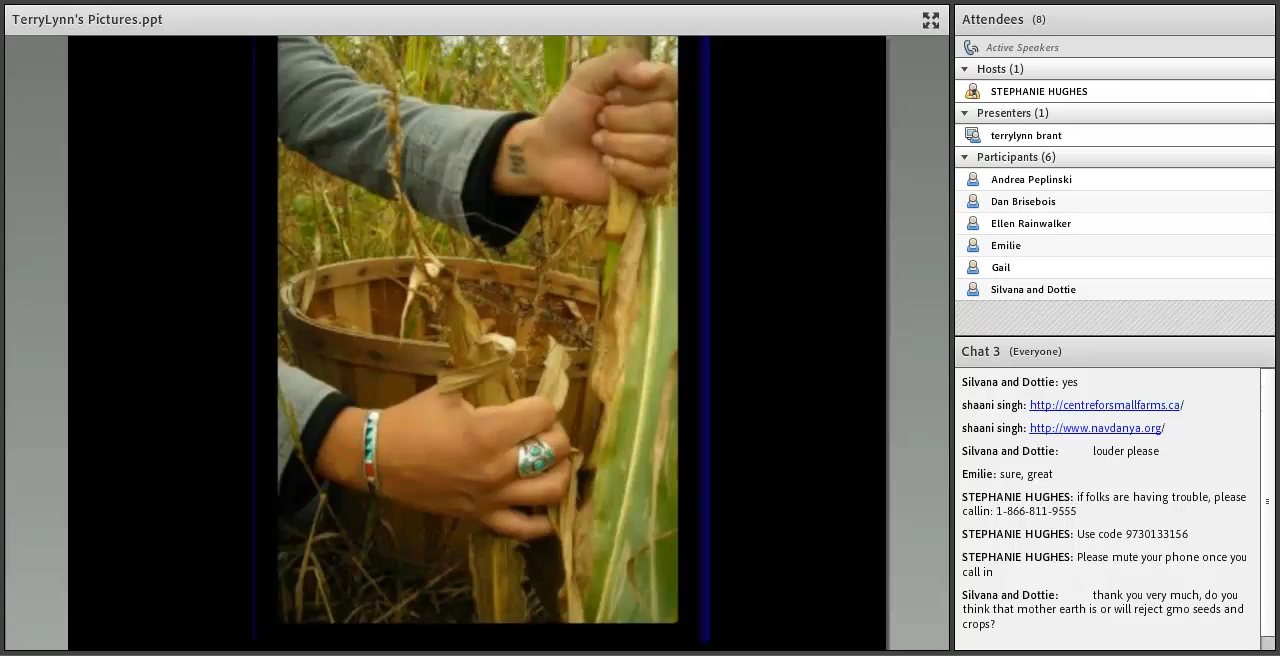 TerryLynn's Pictures.ppt
Attendees (8)
Active Speakers
Hosts (1)
STEPHANIE HUGHES
Presenters (1)
terrylynn brant
Participants (6)
Andrea Peplinski
Dan Brisebois
Ellen Rainwalker
Emilie
Gail
Silvana and Dottie
Chat 3 (Everyone)
Silvana and Dottie: yes
shaani singh: http://centreforsmallfarms.ca/
shaani singh: http://www.navdanya.org/
Silvana and Dottie: louder please
Emilie: sure, great
STEPHANIE HUGHES: if folks are having trouble, please
callin: 1-866-811-9555
STEPHANIE HUGHES: Use code 9730133156
STEPHANIE HUGHES: Please mute your phone once you
call in
Silvana and Dottie: thank you very much, do you
think that mother earth is or will reject gmo seeds and
crops?